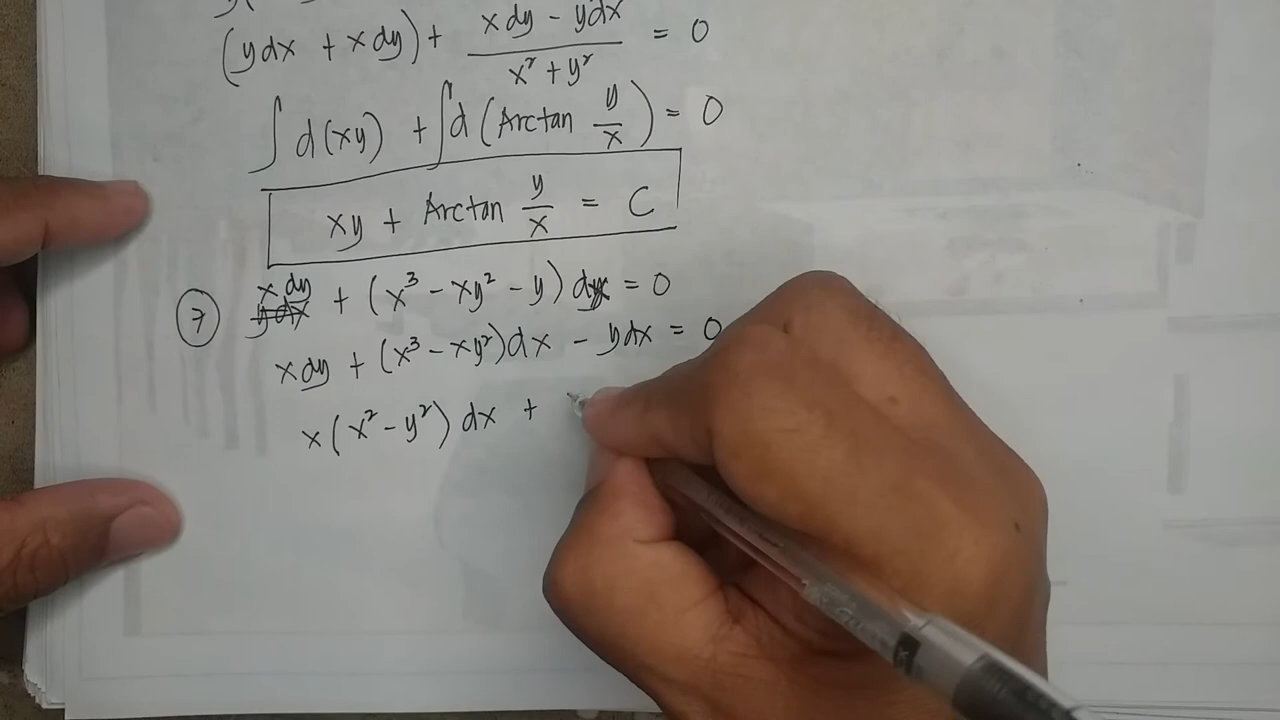 (ydx + xdy) + (xdy - ydx)/(x² + y²) = 0
∫ d(xy) + ∫ d(Arctan y/x) = 0
xy + Arctan y/x = C
⑦ xdy + (x³ - xy² - y) dx = 0
xdy + (x³ - xy²)dx - ydx = 0
x(x² - y²) dx +